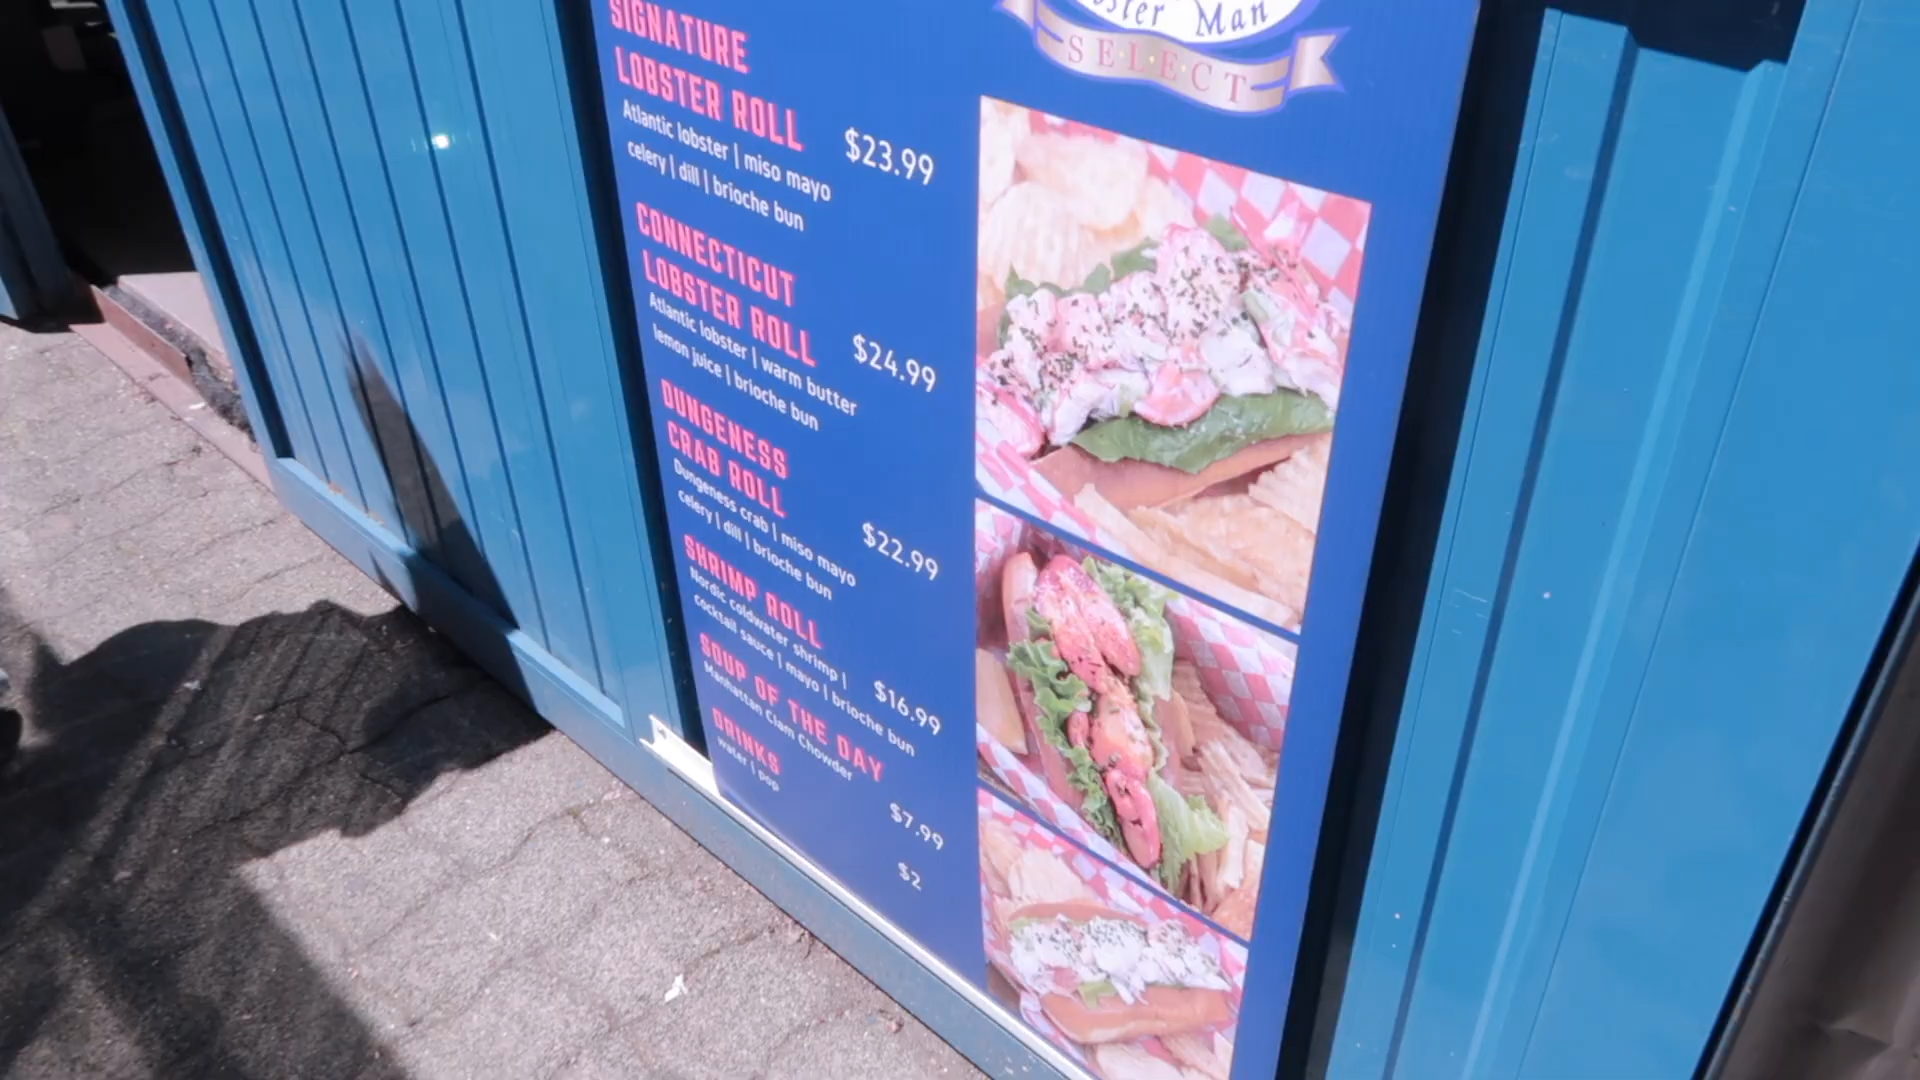 SIGNATURE
LOBSTER ROLL
Atlantic lobster | miso mayo
celery | dill | brioche bun
$23.99
CONNECTICUT
LOBSTER ROLL
Atlantic lobster | warm butter
lemon juice | brioche bun
$24.99
DUNGENESS
CRAB ROLL
Dungeness crab | miso mayo
celery | dill | brioche bun
$22.99
SHRIMP ROLL
Nordic coldwater shrimp |
cocktail sauce | mayo | brioche bun
$16.99
SOUP OF THE DAY
Manhattan Clam Chowder
$7.99
DRINKS
water | pop
$2
Man
SELECT